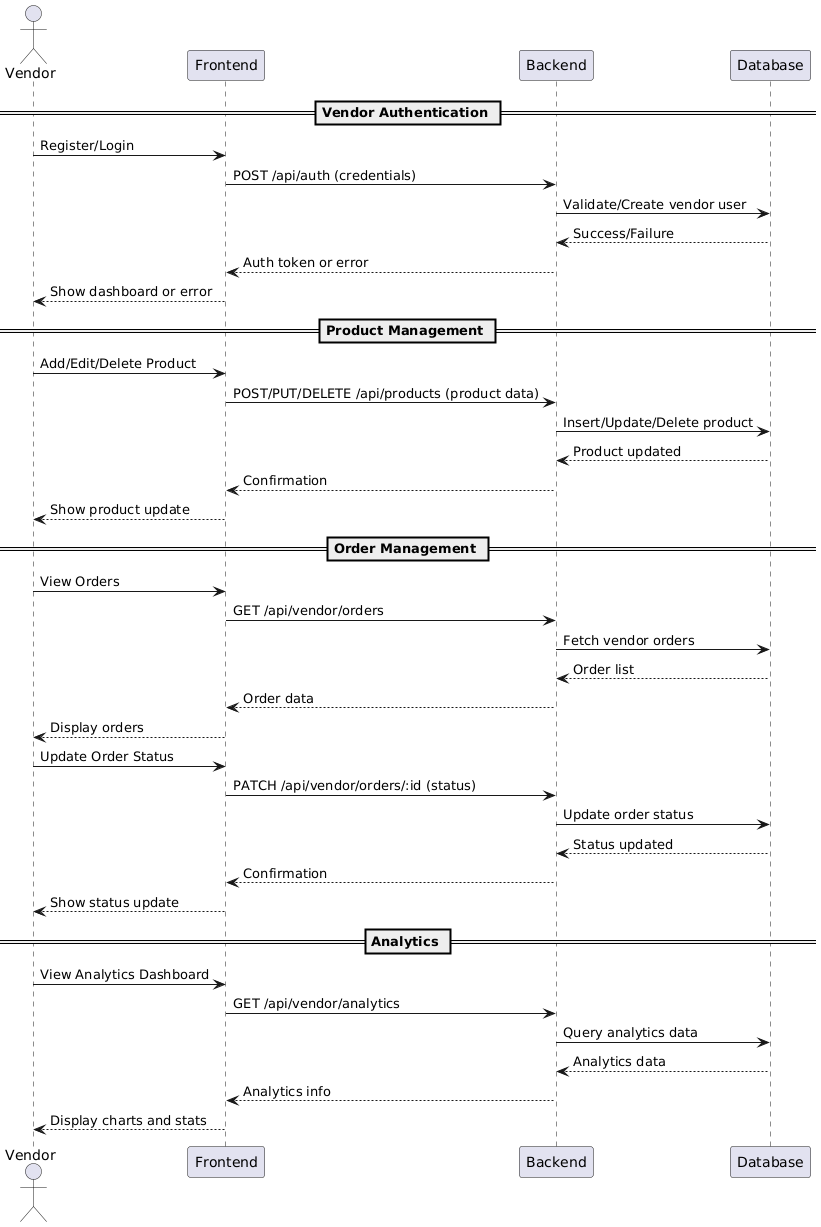 Vendor
Frontend
Backend
Database
Vendor Authentication
Register/Login
POST /api/auth (credentials)
Validate/Create vendor user
Success/Failure
Auth token or error
Show dashboard or error
Product Management
Add/Edit/Delete Product
POST/PUT/DELETE /api/products (product data)
Insert/Update/Delete product
Product updated
Confirmation
Show product update
Order Management
View Orders
GET /api/vendor/orders
Fetch vendor orders
Order list
Order data
Display orders
Update Order Status
PATCH /api/vendor/orders/:id (status)
Update order status
Status updated
Confirmation
Show status update
Analytics
View Analytics Dashboard
GET /api/vendor/analytics
Query analytics data
Analytics data
Analytics info
Display charts and stats
Vendor
Frontend
Backend
Database